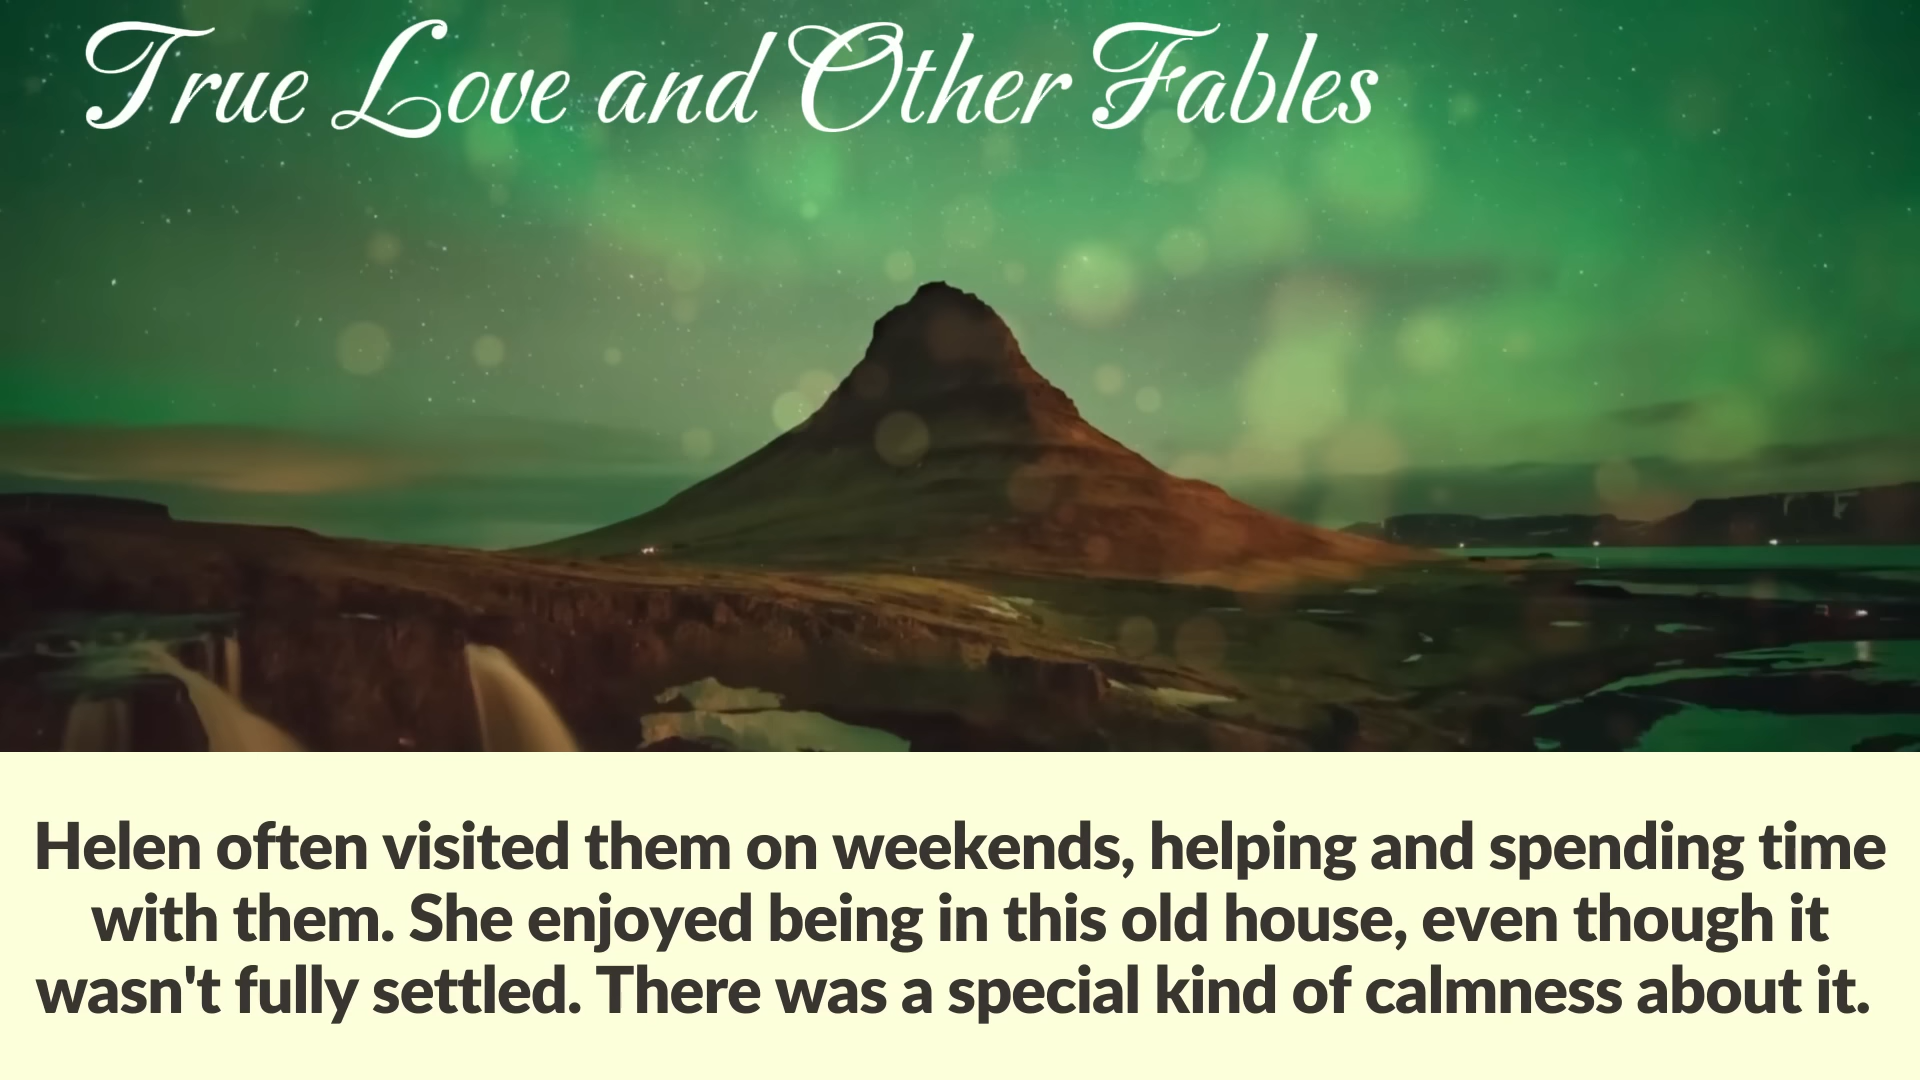 True Love and Other Fables
Helen often visited them on weekends, helping and spending time
with them. She enjoyed being in this old house, even though it
wasn't fully settled. There was a special kind of calmness about it.